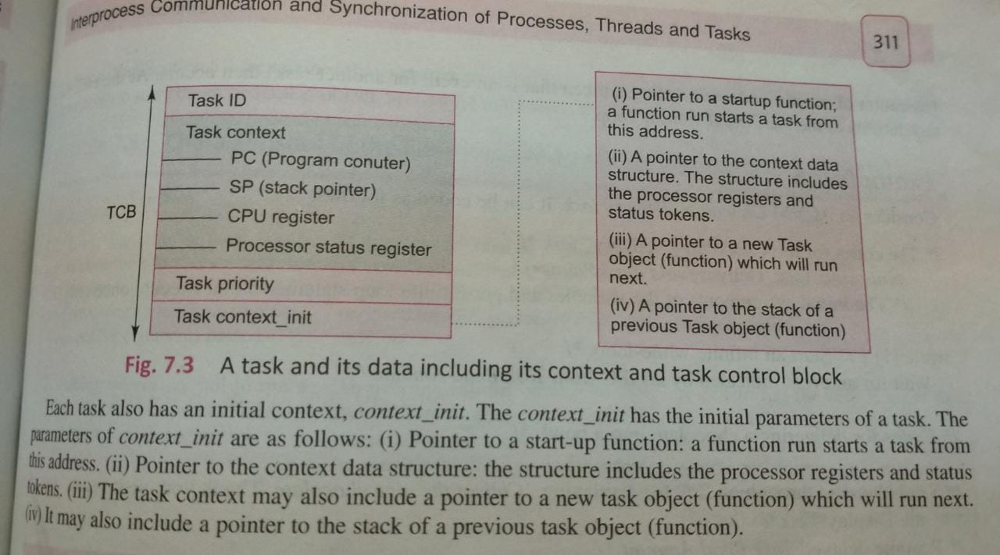 Interprocess Communication and Synchronization of Processes, Threads and Tasks
311
Task ID
Task context
PC (Program conuter)
SP (stack pointer)
CPU register
Processor status register
Task priority
Task context_init
TCB
(i) Pointer to a startup function;
a function run starts a task from
this address.
(ii) A pointer to the context data
structure. The structure includes
the processor registers and
status tokens.
(iii) A pointer to a new Task
object (function) which will run
next.
(iv) A pointer to the stack of a
previous Task object (function)
Fig. 7.3 A task and its data including its context and task control block
Each task also has an initial context, context_init. The context_init has the initial parameters of a task. The
parameters of context_init are as follows: (i) Pointer to a start-up function: a function run starts a task from
this address. (ii) Pointer to the context data structure: the structure includes the processor registers and status
tokens. (iii) The task context may also include a pointer to a new task object (function) which will run next.
(iv) It may also include a pointer to the stack of a previous task object (function).